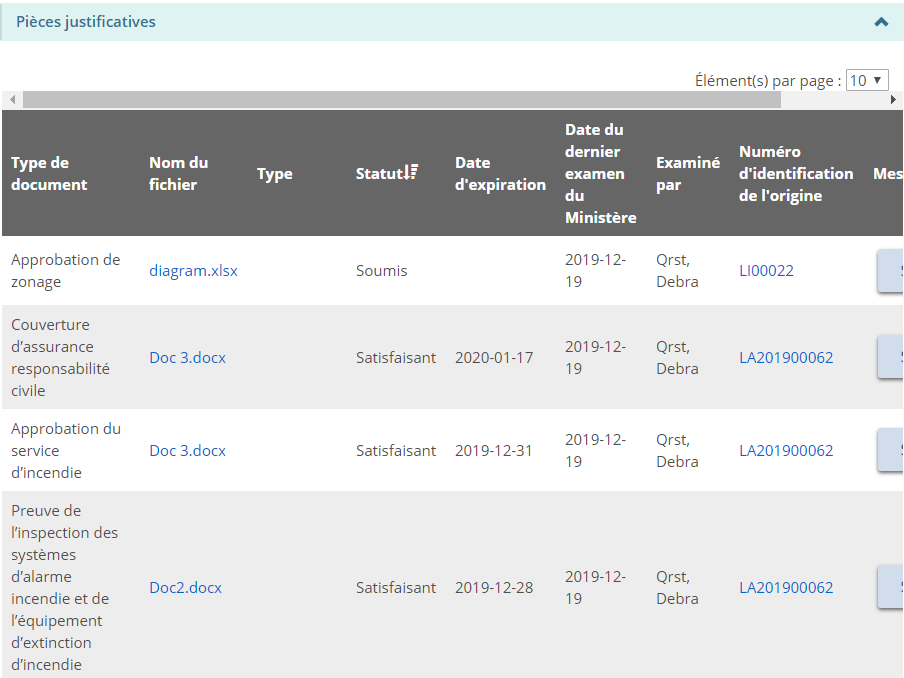 Pièces justificatives
Élément(s) par page : 10
Type de document
Nom du fichier
Type
Statut
Date d'expiration
Date du dernier examen du Ministère
Examiné par
Numéro d'identification de l'origine
Mes
Approbation de zonage
diagram.xlsx
Soumis
2019-12-19
Qrst, Debra
LI00022
Couverture d’assurance responsabilité civile
Doc 3.docx
Satisfaisant
2020-01-17
2019-12-19
Qrst, Debra
LA201900062
Approbation du service d’incendie
Doc 3.docx
Satisfaisant
2019-12-31
2019-12-19
Qrst, Debra
LA201900062
Preuve de l’inspection des systèmes d’alarme incendie et de l’équipement d’extinction d’incendie
Doc2.docx
Satisfaisant
2019-12-28
2019-12-19
Qrst, Debra
LA201900062